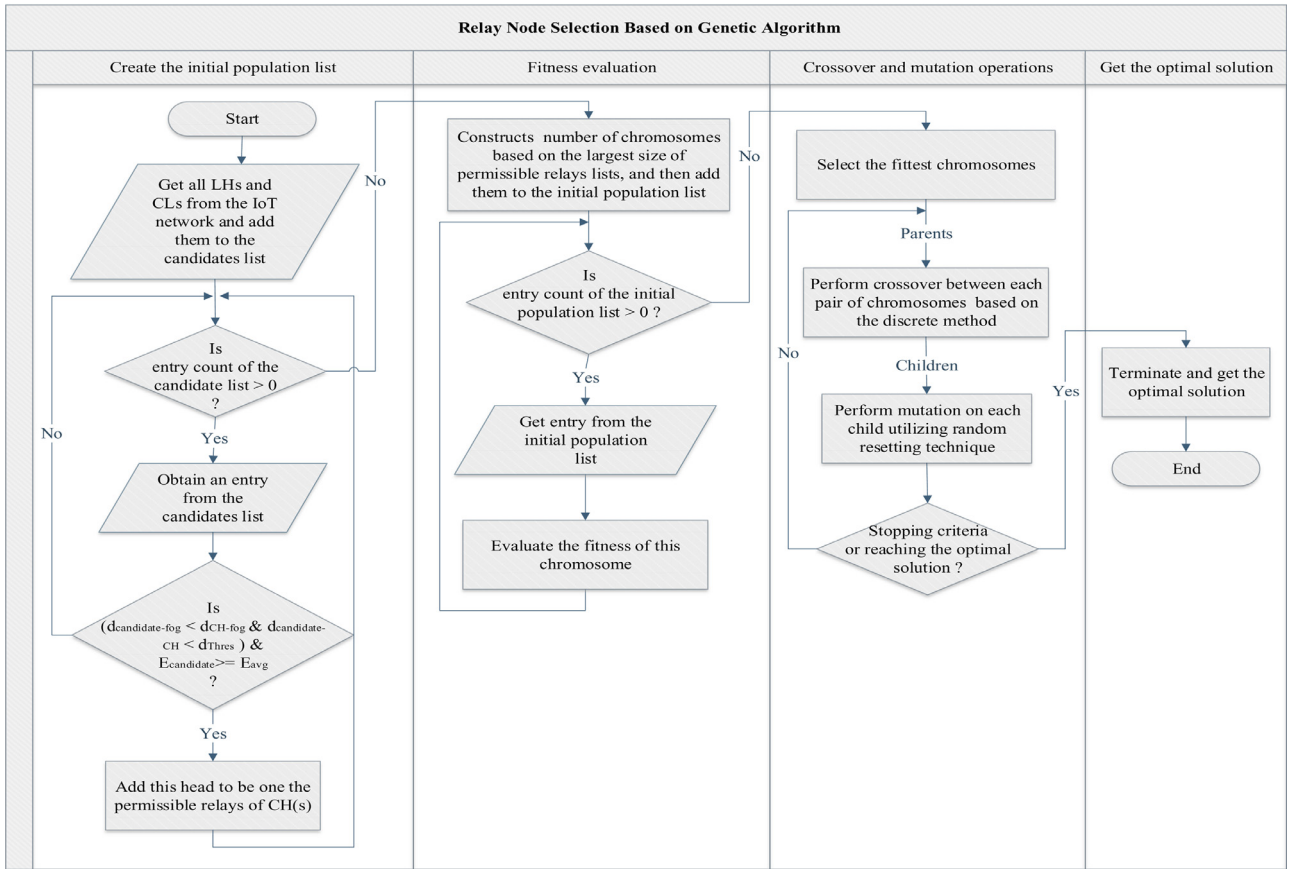 Relay Node Selection Based on Genetic Algorithm
Create the initial population list
Fitness evaluation
Crossover and mutation operations
Get the optimal solution
Start
Get all LHs and
CLs from the IoT
network and add
them to the
candidates list
No
Is
entry count of the
candidate list > 0
?
Yes
No
Obtain an entry
from the
candidates list
Is
(dcandidate-fog < dCH-fog & dcandidate-
CH < dThres ) &
Ecandidate>= Eavg
?
Yes
Add this head to be one the
permissible relays of CH(s)
Constructs number of chromosomes
based on the largest size of
permissible relays lists, and then add
them to the initial population list
No
Is
entry count of the initial
population list > 0 ?
Yes
Get entry from the
initial population
list
Evaluate the fitness of this
chromosome
Select the fittest chromosomes
Parents
Perform crossover between each
pair of chromosomes based on
the discrete method
No
Children
Perform mutation on each
child utilizing random
resetting technique
Stopping criteria
or reaching the optimal
solution ?
Yes
Terminate and get the
optimal solution
End